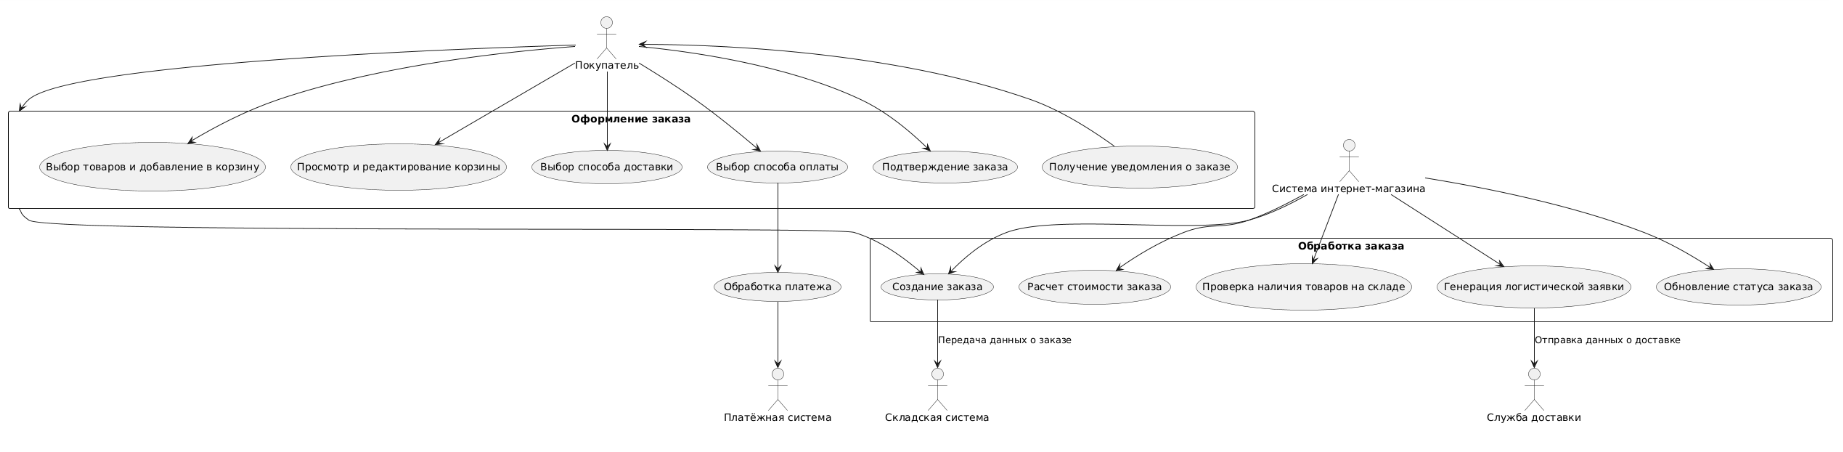 Покупатель
Оформление заказа
Выбор товаров и добавление в корзину
Просмотр и редактирование корзины
Выбор способа доставки
Выбор способа оплаты
Подтверждение заказа
Получение уведомления о заказе
Система интернет-магазина
Обработка заказа
Обработка платежа
Создание заказа
Расчет стоимости заказа
Проверка наличия товаров на складе
Генерация логистической заявки
Обновление статуса заказа
Передача данных о заказе
Отправка данных о доставке
Платёжная система
Складская система
Служба доставки